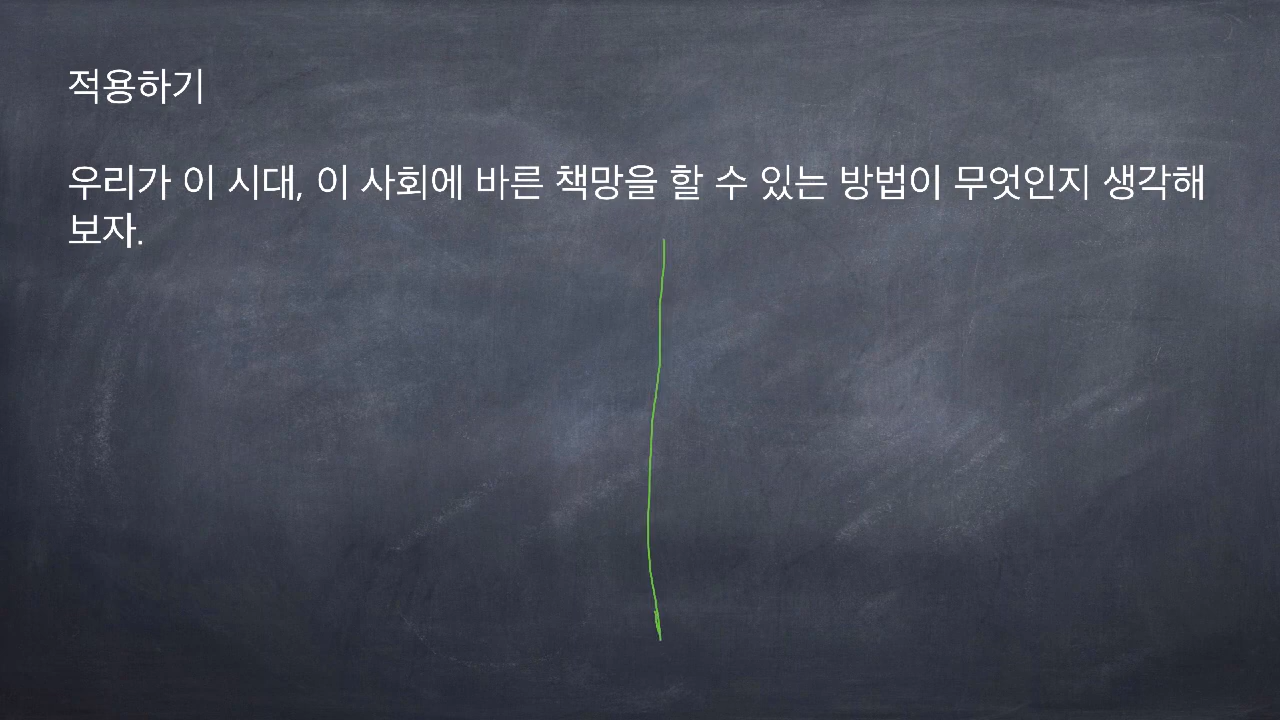 적용하기
우리가 이 시대, 이 사회에 바른 책망을 할 수 있는 방법이 무엇인지 생각해
보자.